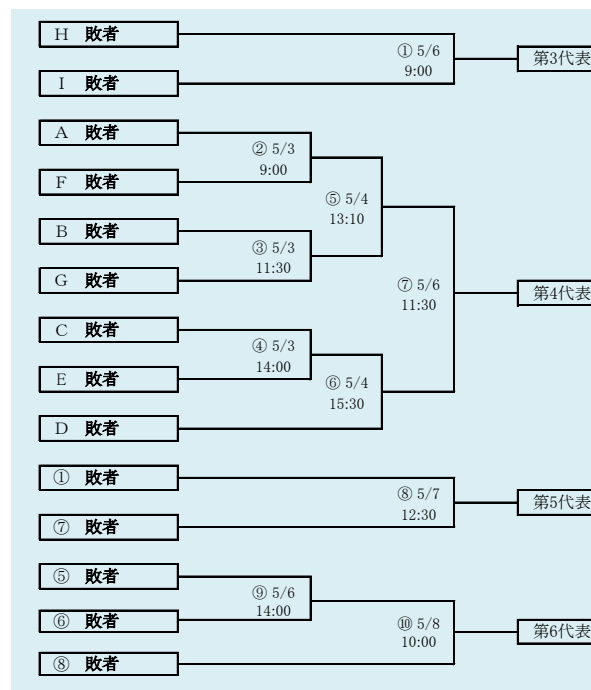 H 敗者
① 5/6
9:00
第3代表
I 敗者
A 敗者
② 5/3
9:00
F 敗者
⑤ 5/4
13:10
B 敗者
③ 5/3
11:30
G 敗者
⑦ 5/6
11:30
第4代表
C 敗者
④ 5/3
14:00
E 敗者
⑥ 5/4
15:30
D 敗者
① 敗者
⑧ 5/7
12:30
第5代表
⑦ 敗者
⑤ 敗者
⑨ 5/6
14:00
⑥ 敗者
⑩ 5/8
10:00
第6代表
⑧ 敗者